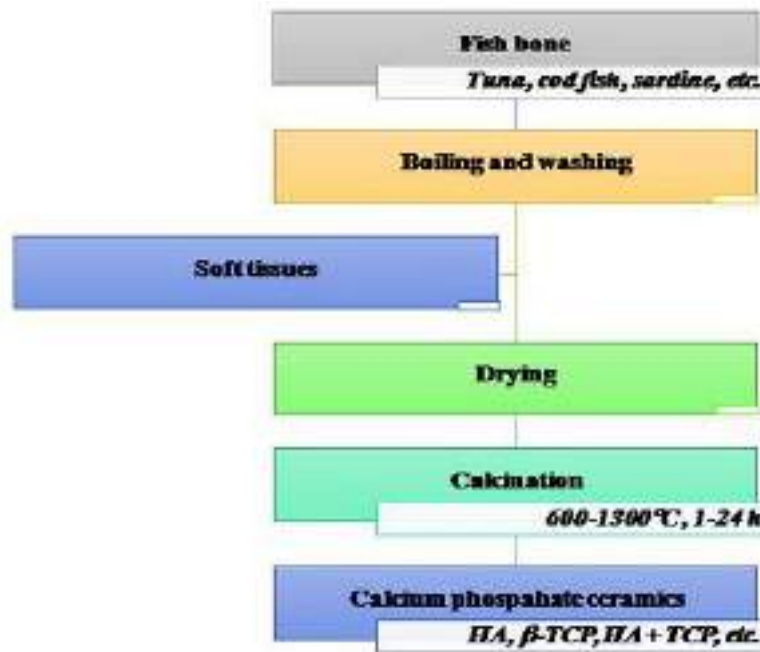 Fish bone
Tuna, cod fish, sardine, etc.
Boiling and washing
Soft tissues
Drying
Calcination
600-1300°C, 1-24 h
Calcium phospahate ceramics
HA, β-TCP, HA + TCP, etc.